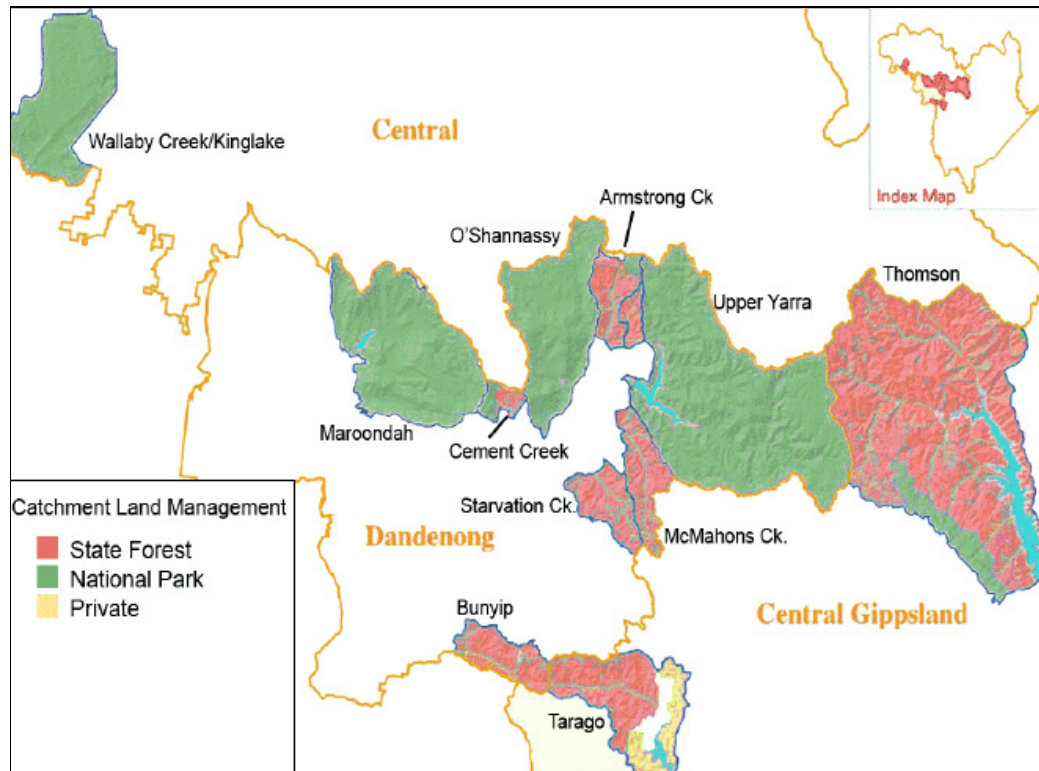 Wallaby Creek/Kinglake
Central
Index Map
Armstrong Ck
O'Shannassy
Thomson
Upper Yarra
Maroondah
Cement Creek
Catchment Land Management
State Forest
National Park
Private
Starvation Ck.
Dandenong
McMahons Ck.
Bunyip
Central Gippsland
Tarago